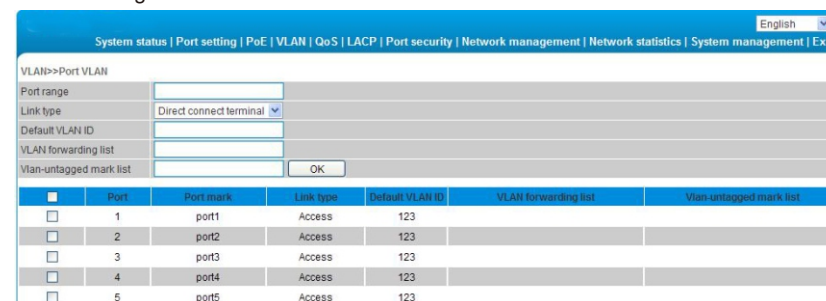 English
System status | Port setting | PoE | VLAN | QoS | LACP | Port security | Network management | Network statistics | System management | Ex
VLAN>>Port VLAN
Port range
Link type Direct connect terminal
Default VLAN ID
VLAN forwarding list
Vlan-untagged mark list OK
Port Port mark Link type Default VLAN ID VLAN forwarding list Vlan-untagged mark list
1 port1 Access 123
2 port2 Access 123
3 port3 Access 123
4 port4 Access 123
5 port5 Access 123